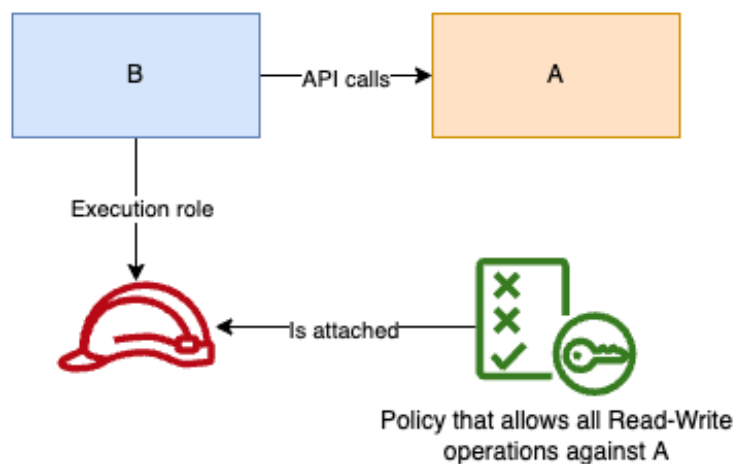 B
API calls
A
Execution role
Is attached
Policy that allows all Read-Write
operations against A